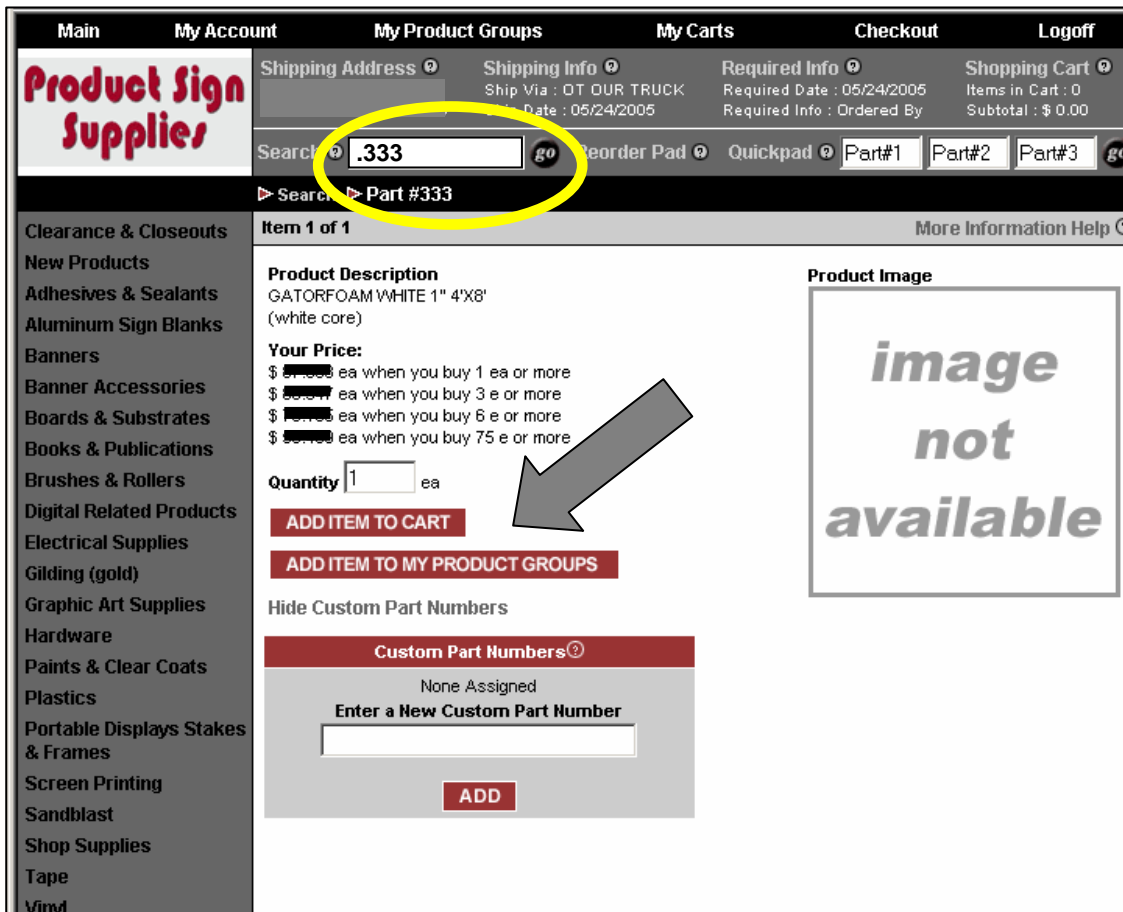 Main My Account My Product Groups My Carts Checkout Logoff
Product Sign
Supplies
Shipping Address ?
Shipping Info ?
Ship Via : OT OUR TRUCK
Date : 05/24/2005
Required Info ?
Required Date : 05/24/2005
Required Info : Ordered By
Shopping Cart ?
Items in Cart : 0
Subtotal : $ 0.00
Search ? .333 go Reorder Pad ? Quickpad ? Part#1 Part#2 Part#3 go
Search Part #333
Item 1 of 1 More Information Help ?
Clearance & Closeouts
New Products
Adhesives & Sealants
Aluminum Sign Blanks
Banners
Banner Accessories
Boards & Substrates
Books & Publications
Brushes & Rollers
Digital Related Products
Electrical Supplies
Gilding (gold)
Graphic Art Supplies
Hardware
Paints & Clear Coats
Plastics
Portable Displays Stakes
& Frames
Screen Printing
Sandblast
Shop Supplies
Tape
Vinyl
Product Description
GATORFOAM WHITE 1" 4'X8'
(white core)
Your Price:
$ ea when you buy 1 ea or more
$ ea when you buy 3 e or more
$ ea when you buy 6 e or more
$ ea when you buy 75 e or more
Quantity 1 ea
ADD ITEM TO CART
ADD ITEM TO MY PRODUCT GROUPS
Hide Custom Part Numbers
Custom Part Numbers ?
None Assigned
Enter a New Custom Part Number
ADD
Product Image
image
not
available